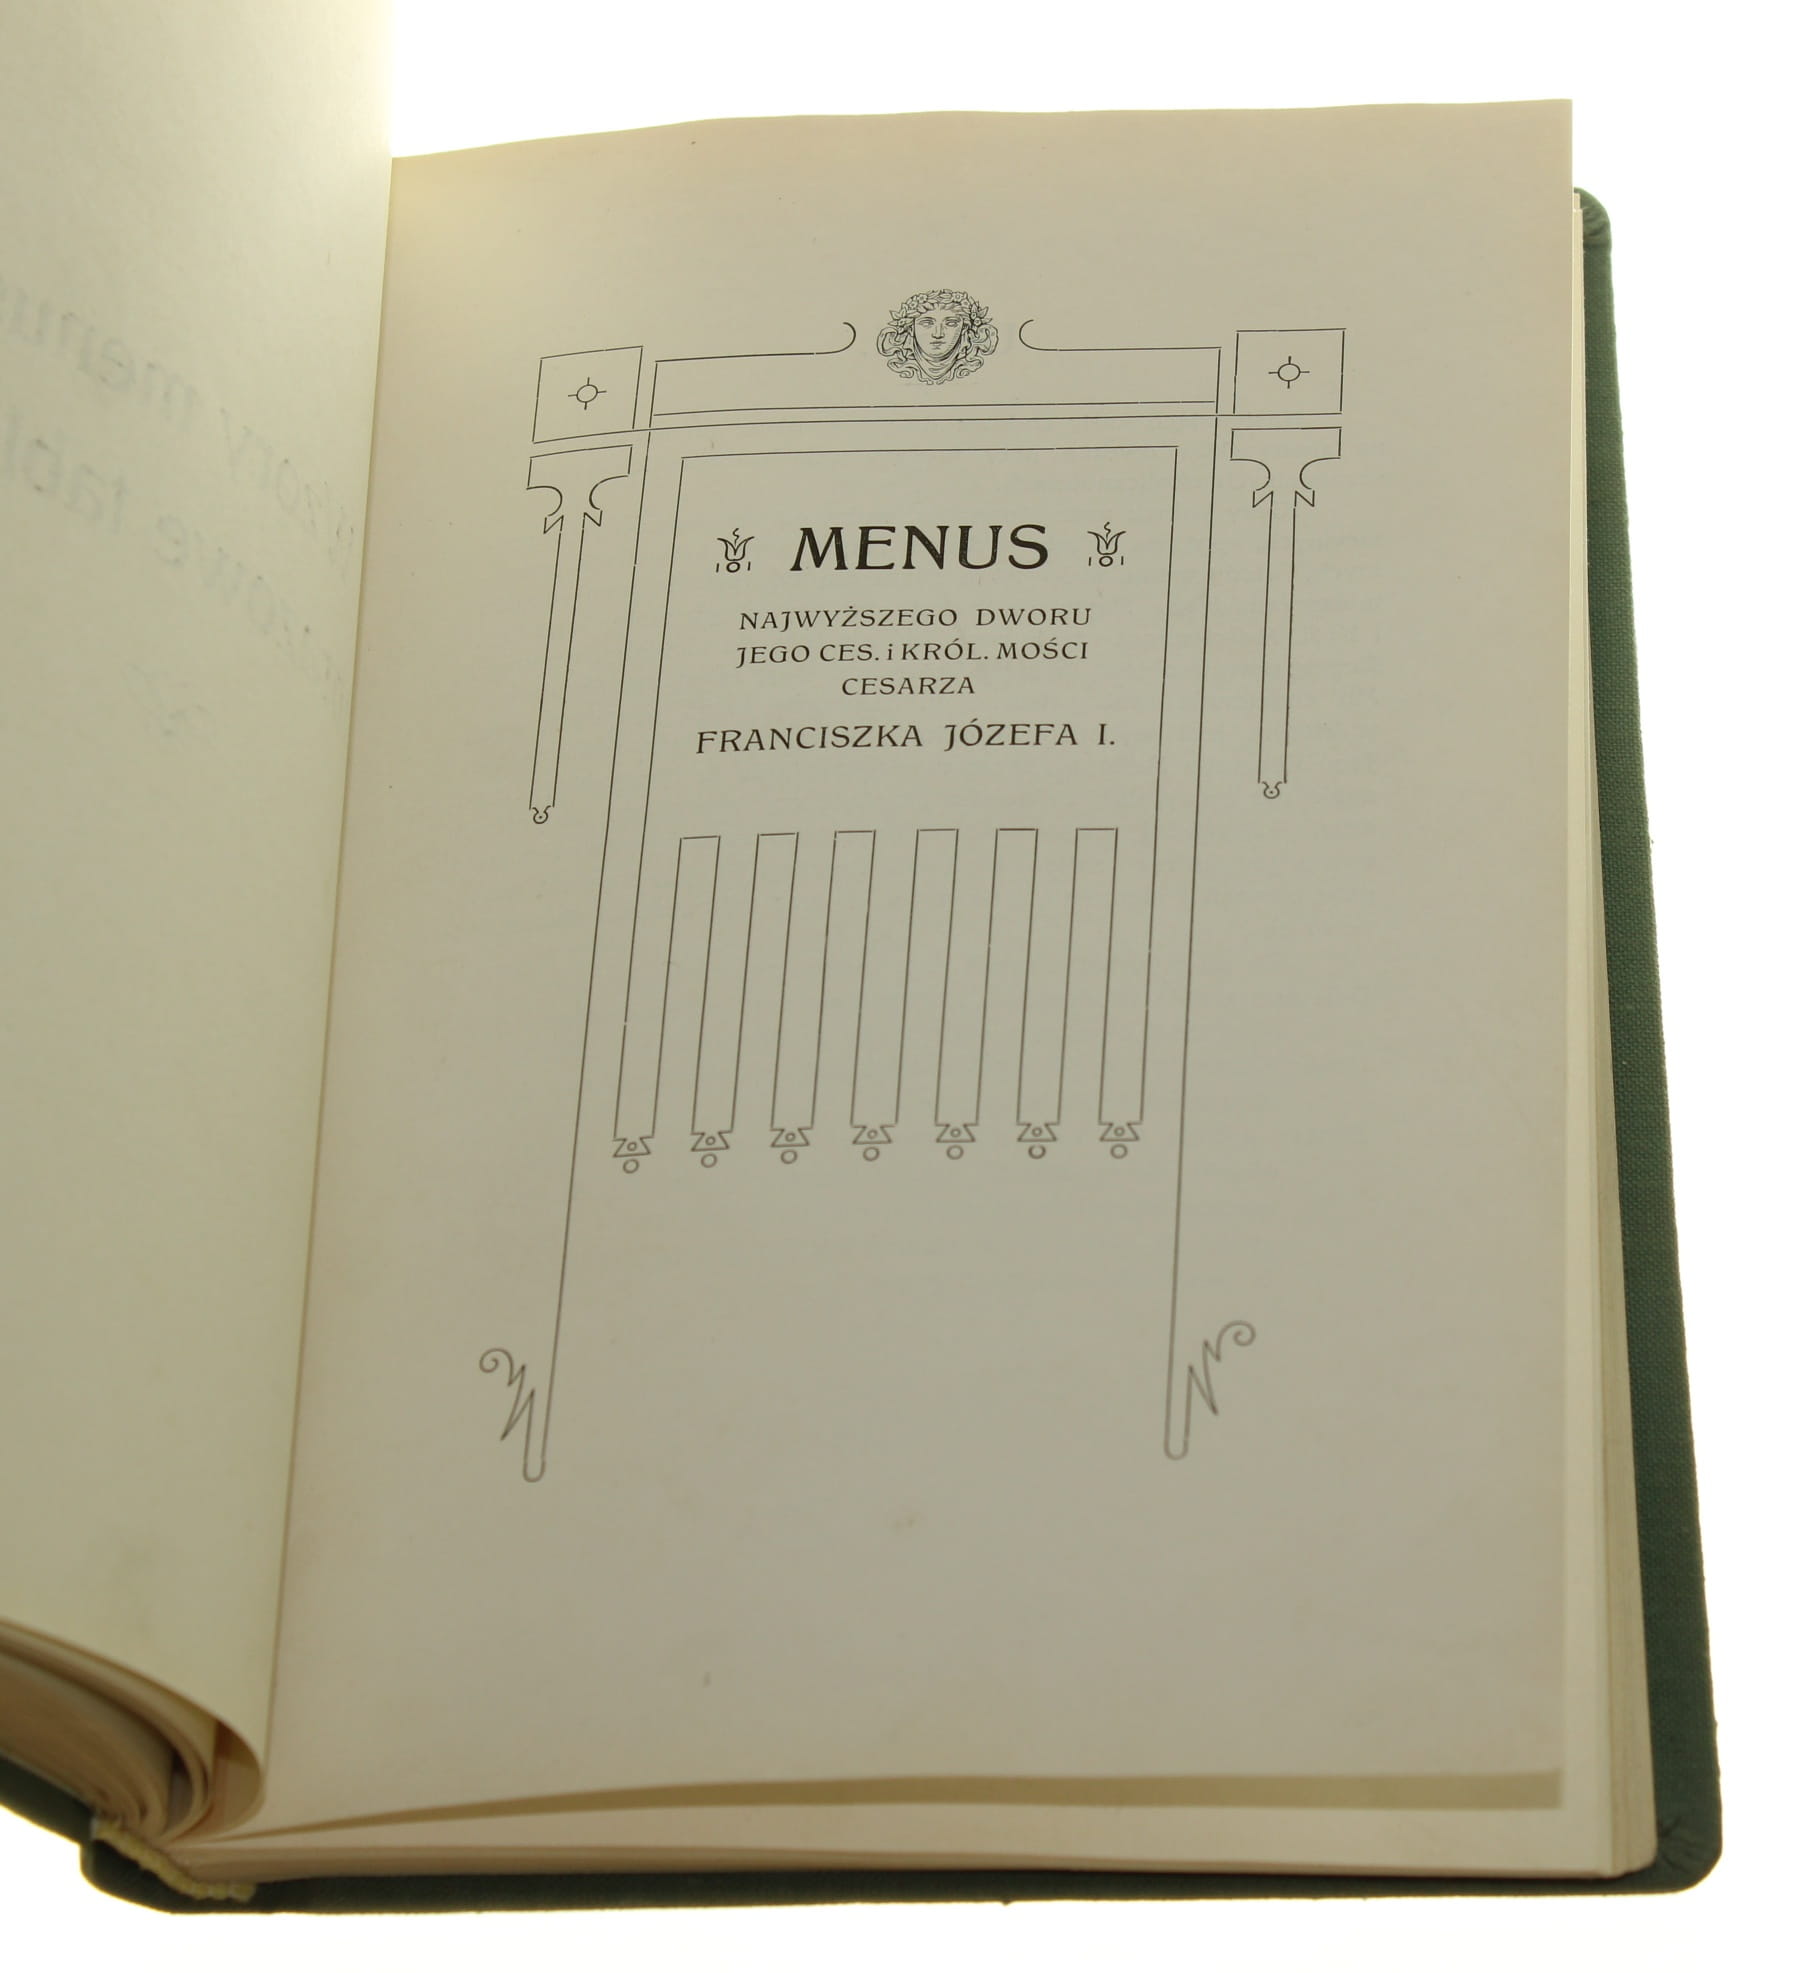 MENUS
NAJWYŻSZEGO DWORU
JEGO CES. i KRÓL. MOŚCI
CESARZA
FRANCISZKA JÓZEFA I.